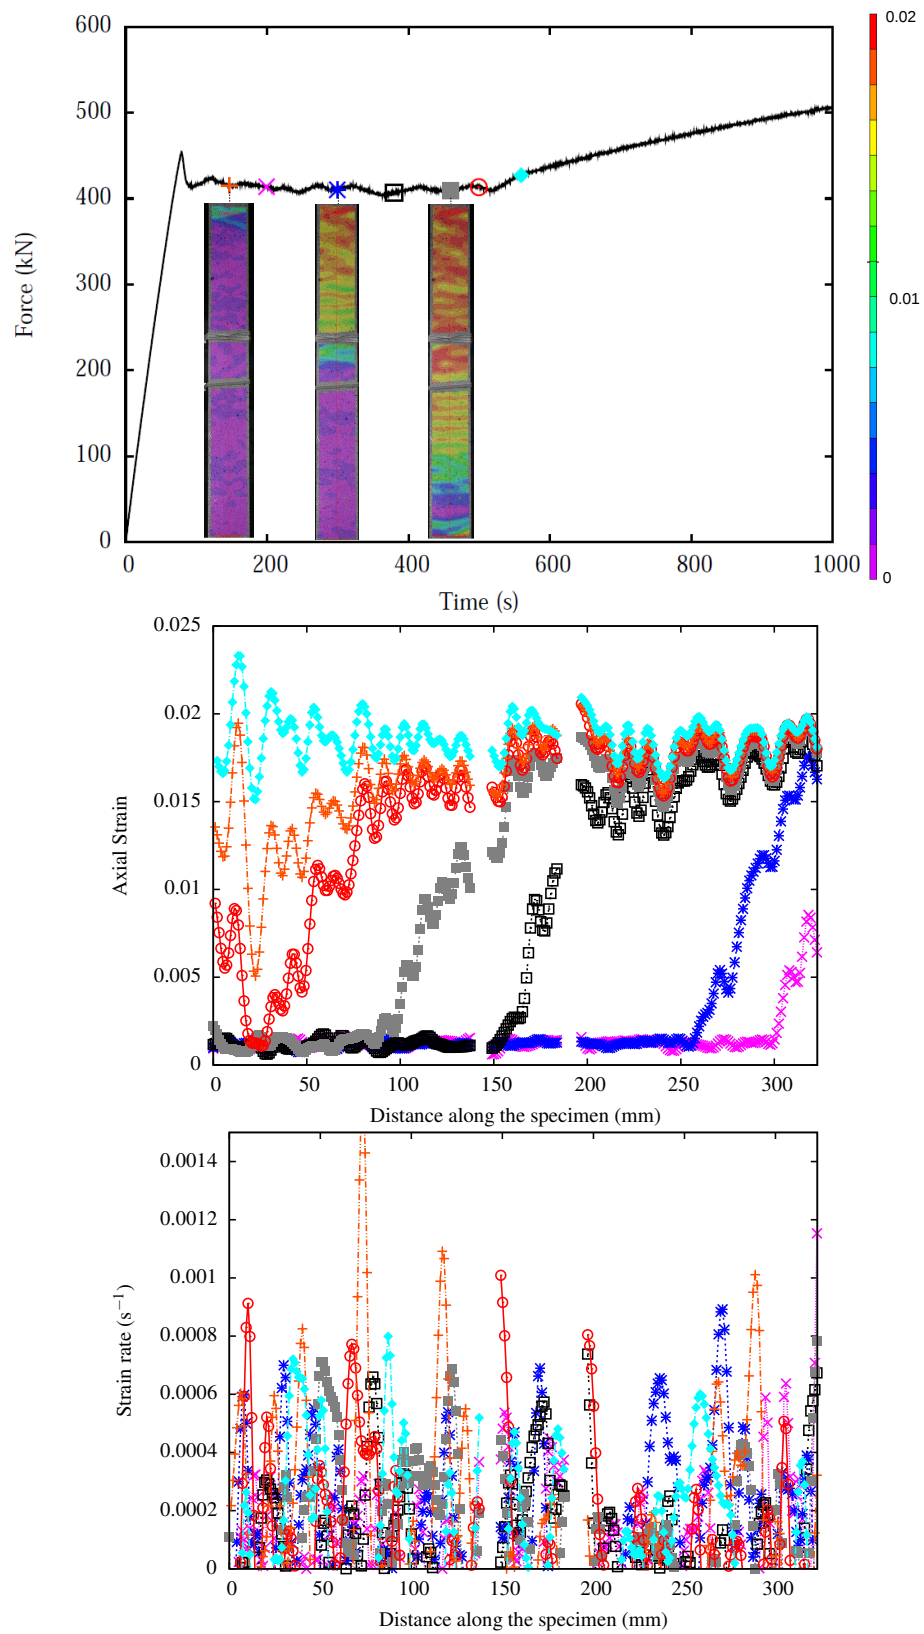 600
500
400
300
200
100
0
Force (kN)
0 200 400 600 800 1000
Time (s)
0.02
0.01
0
0.025
0.02
0.015
0.01
0.005
0
Axial Strain
0 50 100 150 200 250 300
Distance along the specimen (mm)
0.0014
0.0012
0.001
0.0008
0.0006
0.0004
0.0002
0
Strain rate (s⁻¹)
0 50 100 150 200 250 300
Distance along the specimen (mm)